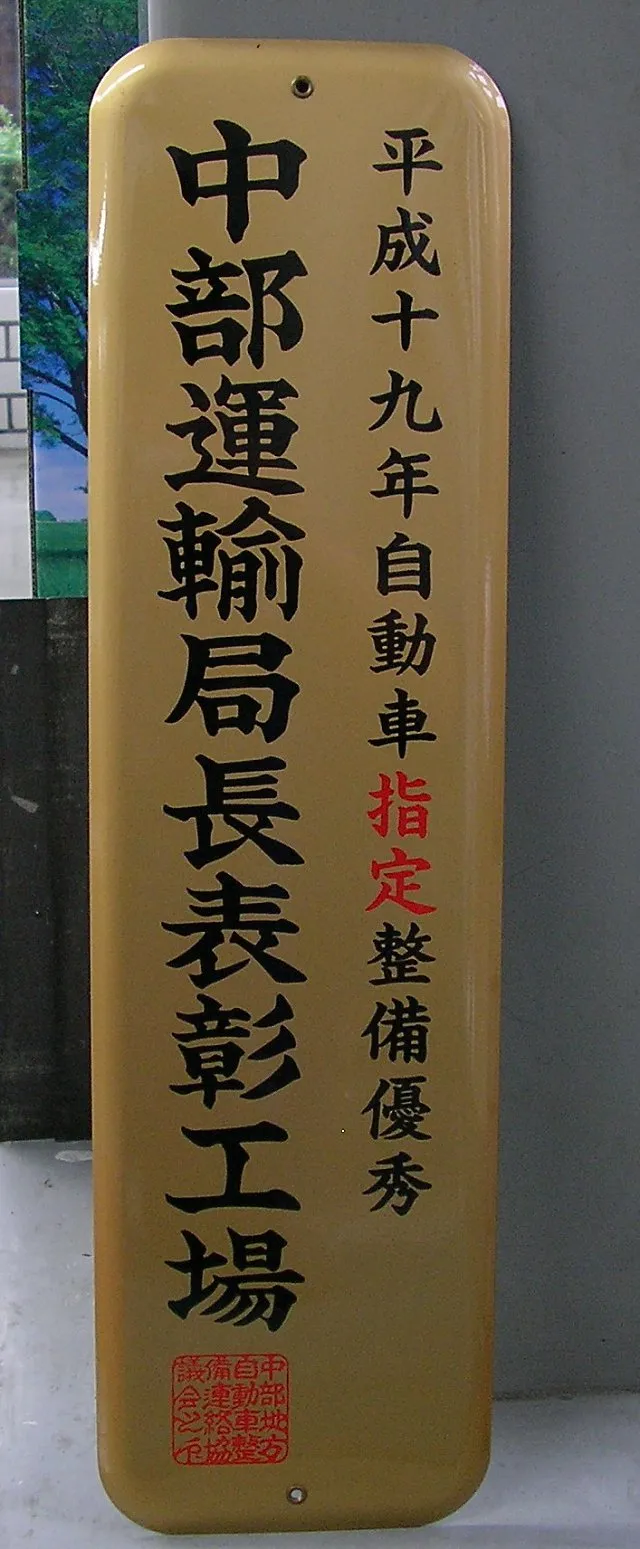 平成十九年自動車指定整備優秀
中部運輸局長表彰工場
中部地方
自動車整
備連絡協
議会之印